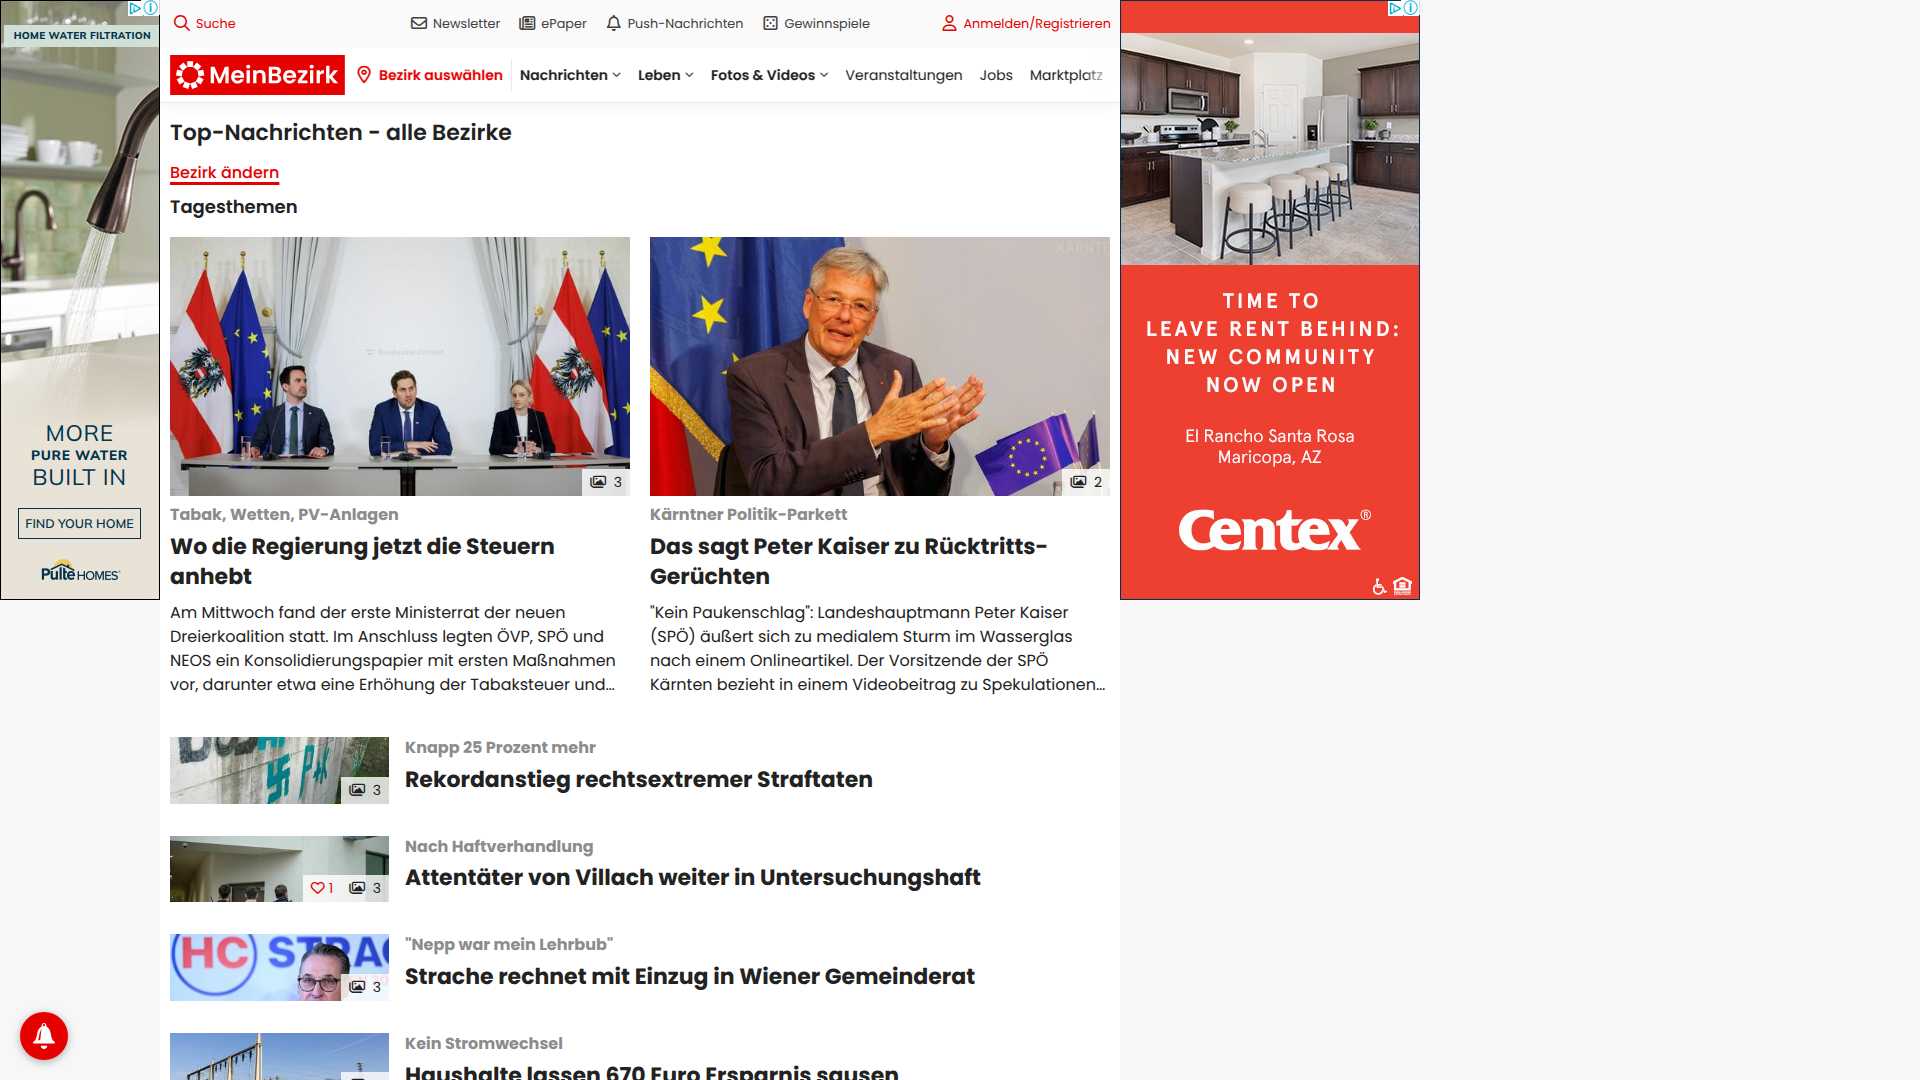 Suche
Newsletter
ePaper
Push-Nachrichten
Gewinnspiele
Anmelden/Registrieren
MeinBezirk
Bezirk auswählen
Nachrichten
Leben
Fotos & Videos
Veranstaltungen
Jobs
Marktplatz
Top-Nachrichten - alle Bezirke
Bezirk ändern
Tagesthemen
3
Tabak, Wetten, PV-Anlagen
Wo die Regierung jetzt die Steuern
anhebt
Am Mittwoch fand der erste Ministerrat der neuen
Dreierkoalition statt. Im Anschluss legten ÖVP, SPÖ und
NEOS ein Konsolidierungspapier mit ersten Maßnahmen
vor, darunter etwa eine Erhöhung der Tabaksteuer und...
2
Kärntner Politik-Parkett
Das sagt Peter Kaiser zu Rücktritts-
Gerüchten
"Kein Paukenschlag": Landeshauptmann Peter Kaiser
(SPÖ) äußert sich zu medialem Sturm im Wasserglas
nach einem Onlineartikel. Der Vorsitzende der SPÖ
Kärnten bezieht in einem Videobeitrag zu Spekulationen...
3
Knapp 25 Prozent mehr
Rekordanstieg rechtsextremer Straftaten
1
3
Nach Haftverhandlung
Attentäter von Villach weiter in Untersuchungshaft
HC STRAC
3
"Nepp war mein Lehrbub"
Strache rechnet mit Einzug in Wiener Gemeinderat
Kein Stromwechsel
Haushalte lassen 670 Euro Ersparnis sausen
HOME WATER FILTRATION
MORE
PURE WATER
BUILT IN
FIND YOUR HOME
Pulte HOMES
TIME TO
LEAVE RENT BEHIND:
NEW COMMUNITY
NOW OPEN
El Rancho Santa Rosa
Maricopa, AZ
Centex®